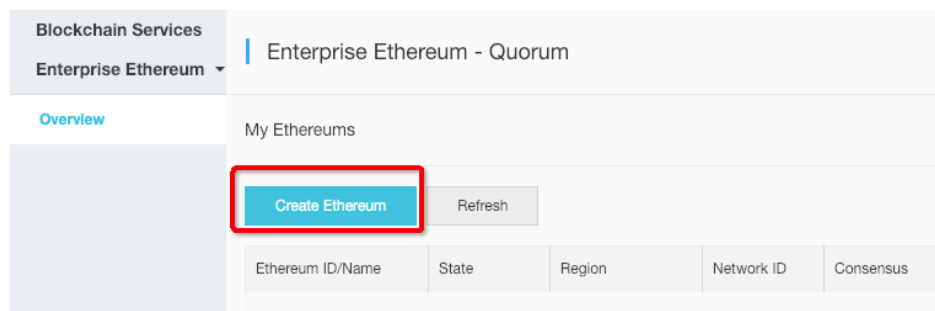 Blockchain Services
Enterprise Ethereum
Overview
Enterprise Ethereum - Quorum
My Ethereums
Create Ethereum Refresh
Ethereum ID/Name State Region Network ID Consensus